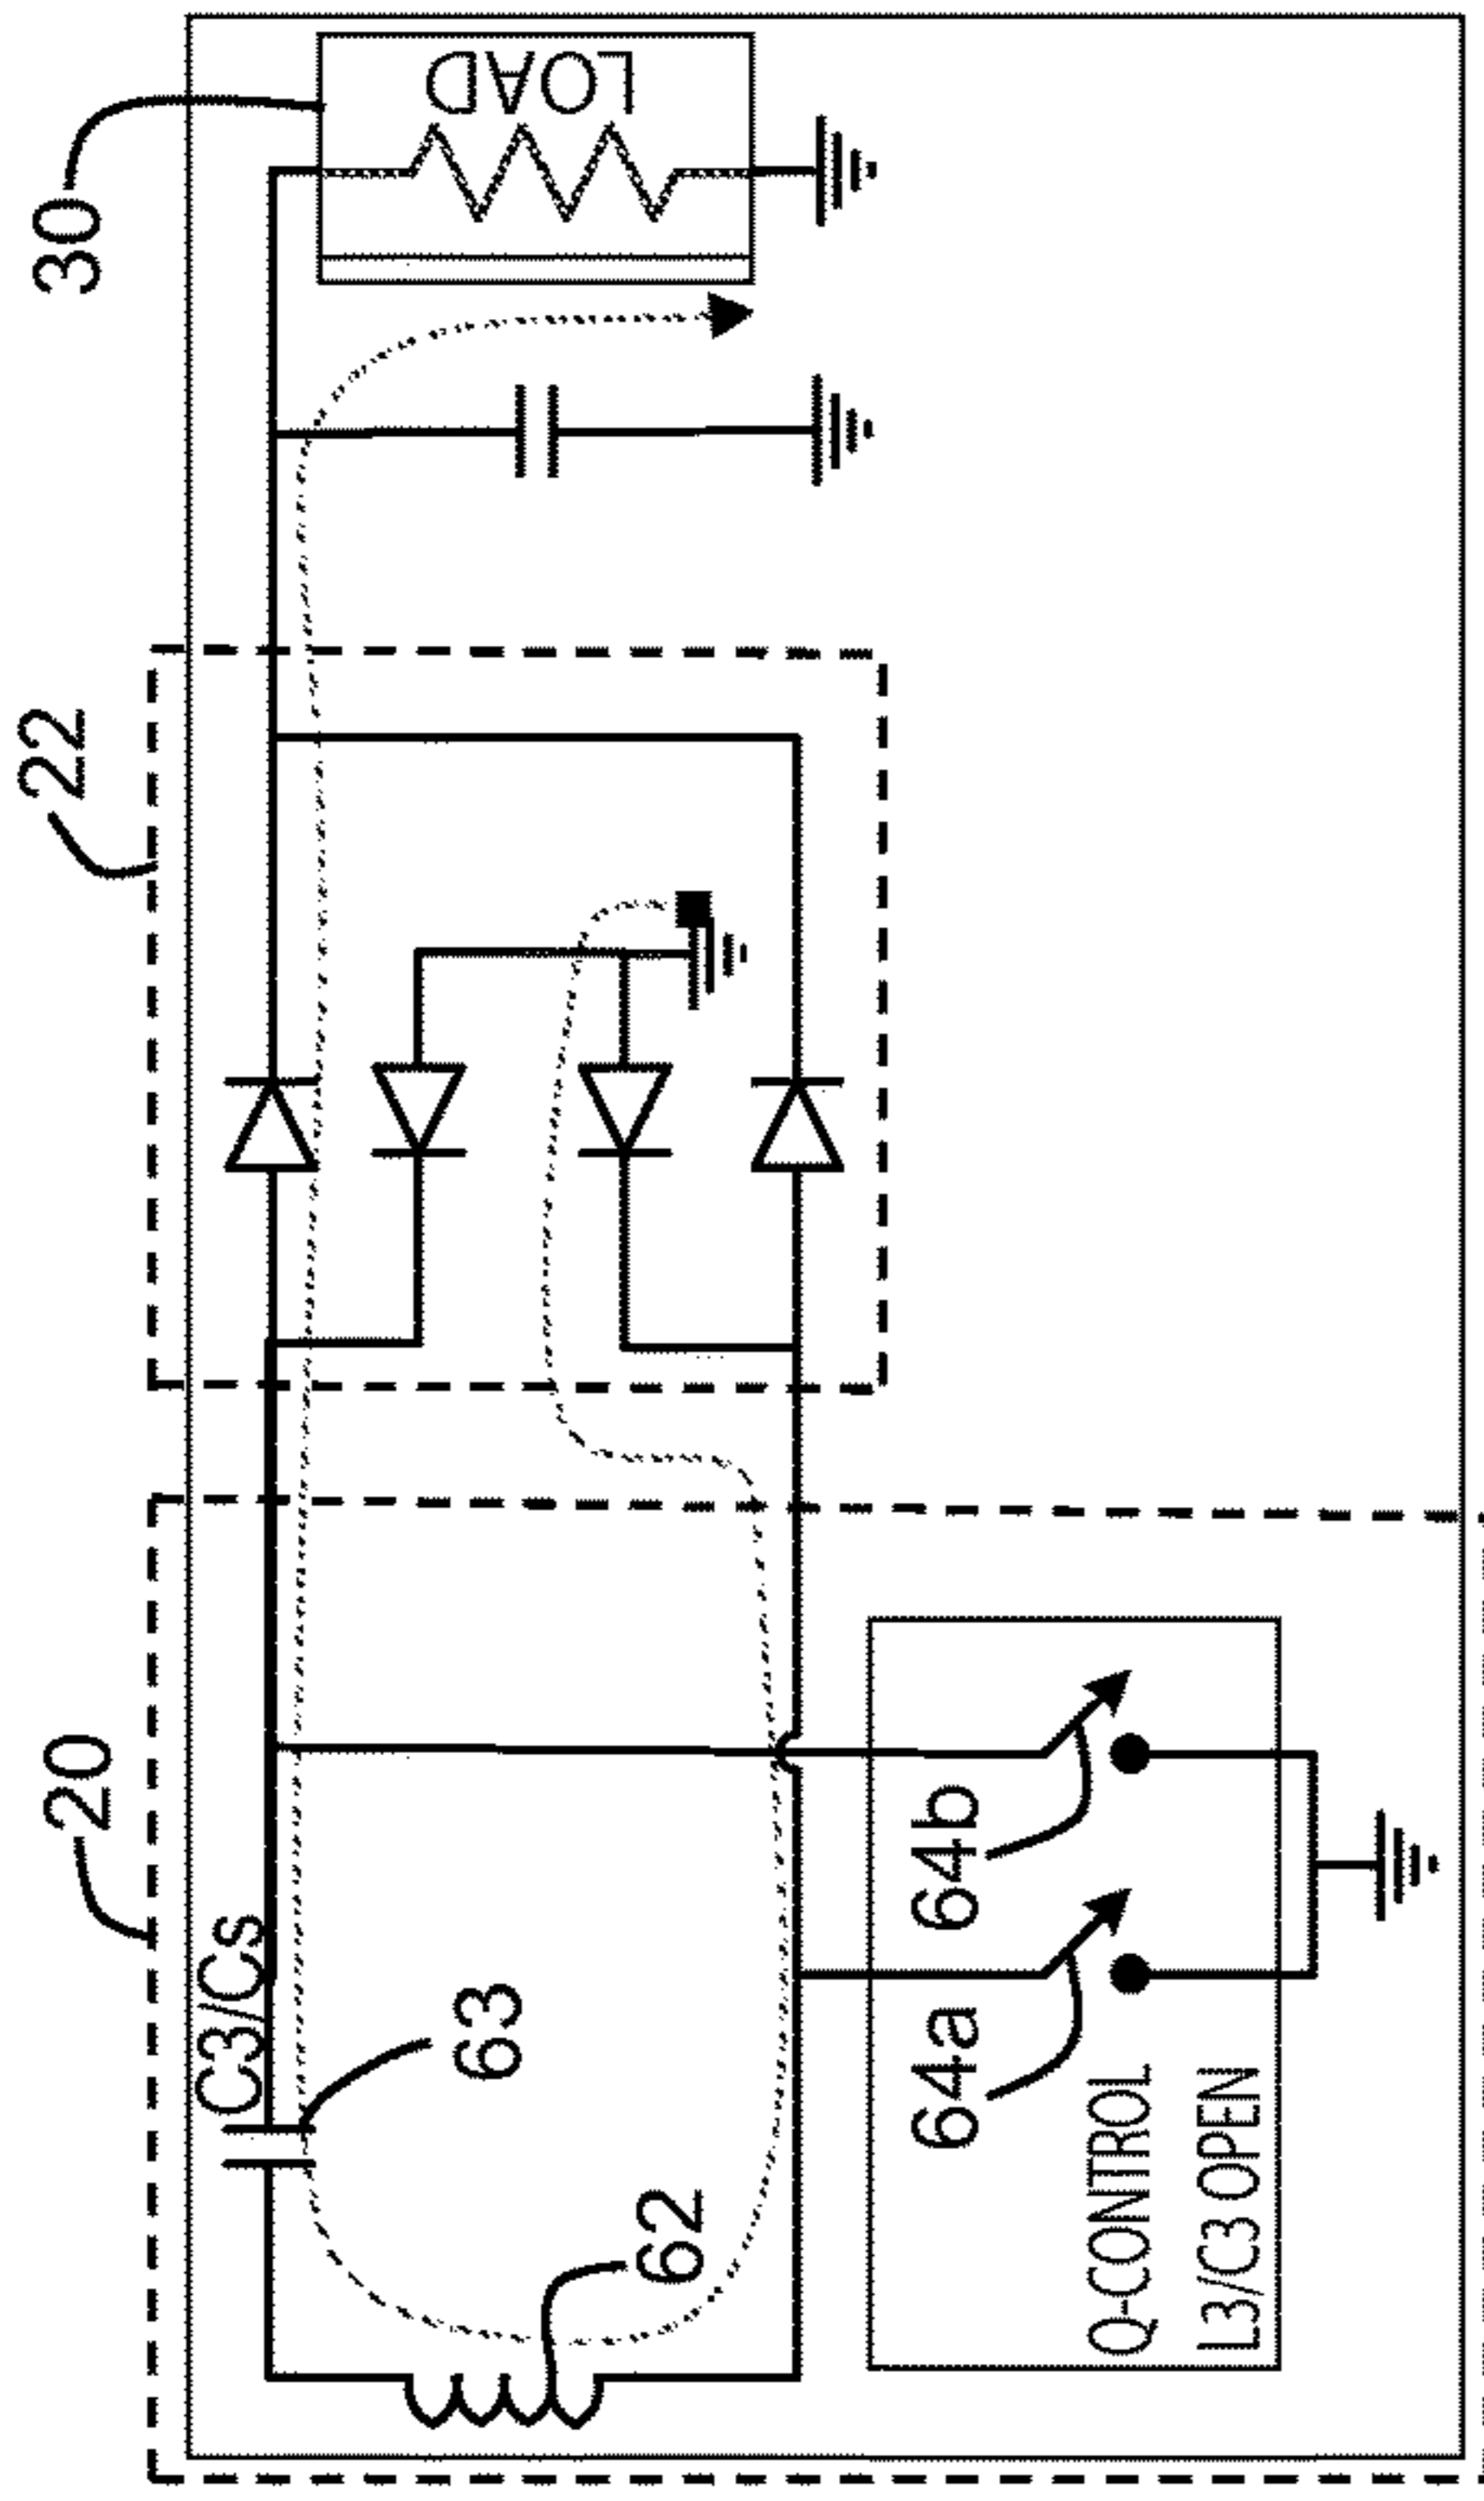 20
22
30
C3/Cs
63
62
64a
64b
Q-CONTROL
L3/C3 OPEN
LOAD